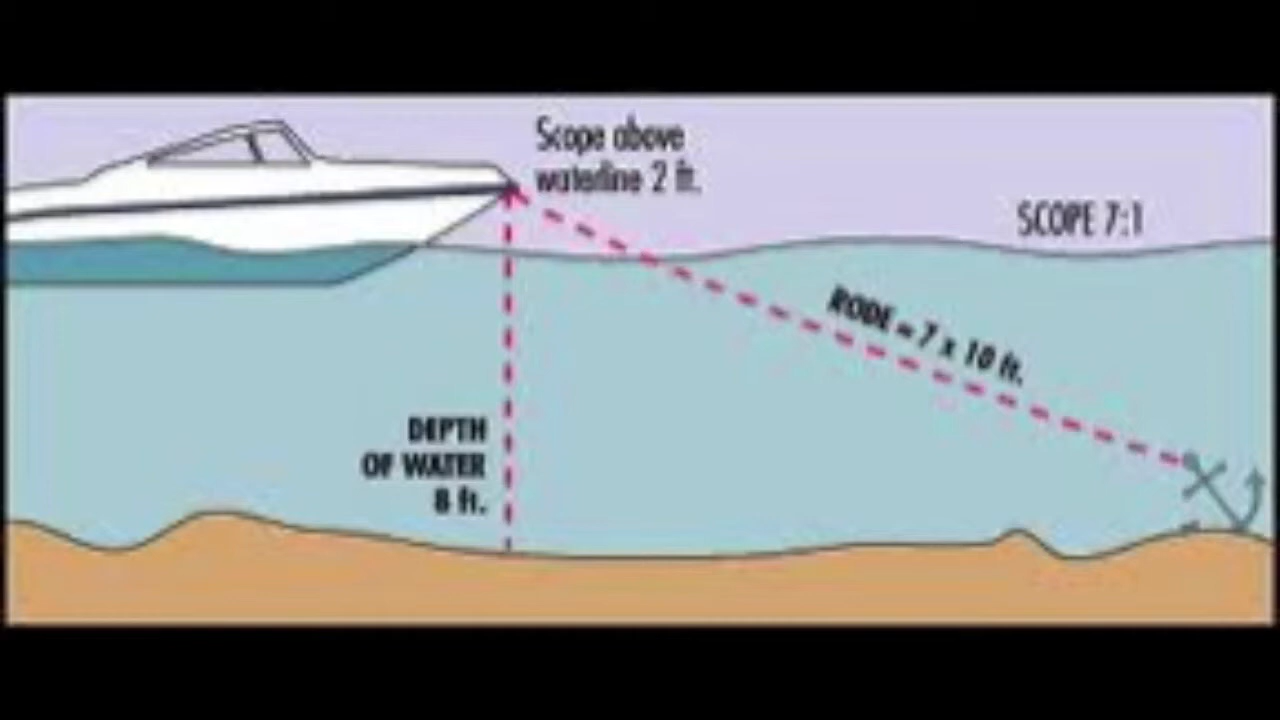 Scope above
waterline 2 ft.
SCOPE 7:1
RODE = 7 x 10 ft.
DEPTH
OF WATER
8 ft.